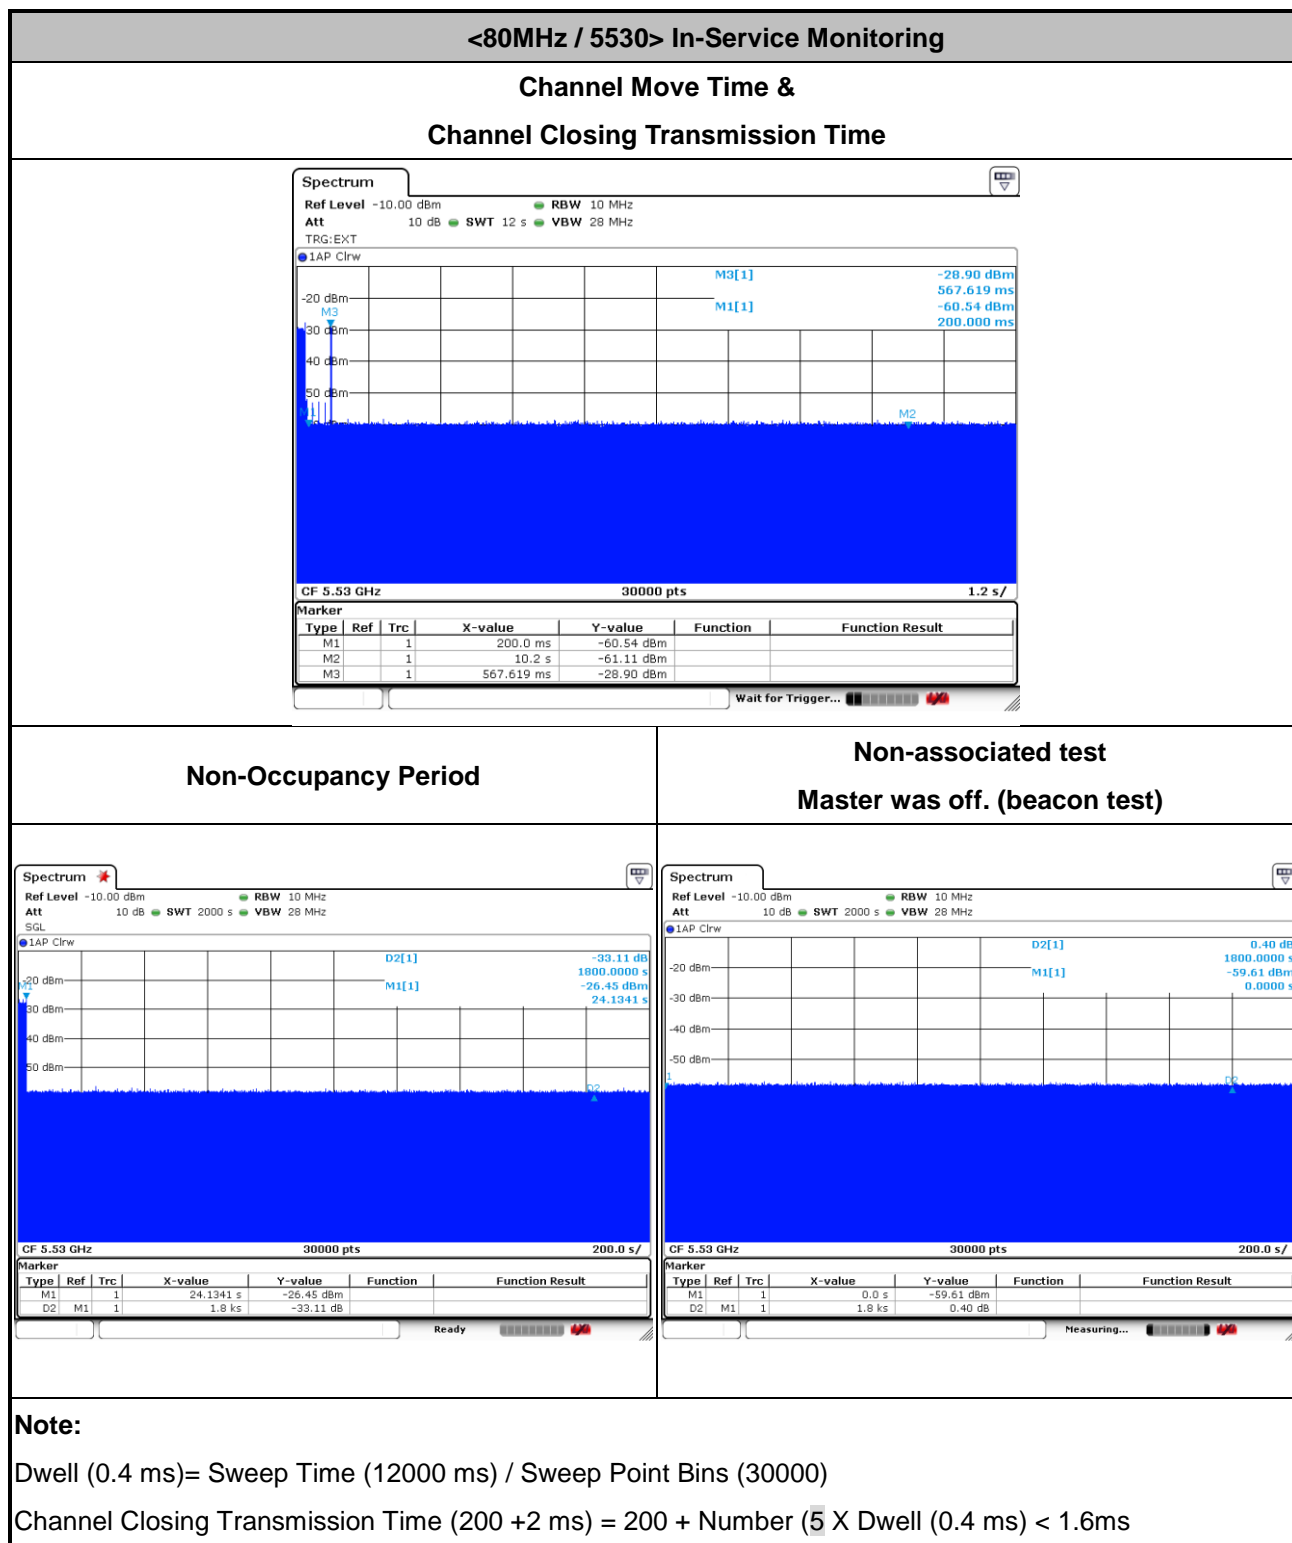 <80MHz / 5530> In-Service Monitoring
Channel Move Time &
Channel Closing Transmission Time
Spectrum
Ref Level -10.00 dBm RBW 10 MHz
Att 10 dB SWT 12 s VBW 28 MHz
TRG:EXT
1AP Clrw
M3[1] -28.90 dBm
567.619 ms
M1[1] -60.54 dBm
200.000 ms
-20 dBm
M3
30 dBm
40 dBm
50 dBm
M1
M2
CF 5.53 GHz 30000 pts 1.2 s/
Marker
Type Ref Trc X-value Y-value Function Function Result
M1 1 200.0 ms -60.54 dBm
M2 1 10.2 s -61.11 dBm
M3 1 567.619 ms -28.90 dBm
Wait for Trigger...
Non-Occupancy Period
Non-associated test
Master was off. (beacon test)
Spectrum
Ref Level -10.00 dBm RBW 10 MHz
Att 10 dB SWT 2000 s VBW 28 MHz
SGL
1AP Clrw
D2[1] -33.11 dB
1800.0000 s
M1[1] -26.45 dBm
24.1341 s
-20 dBm
M1
30 dBm
40 dBm
50 dBm
D2
CF 5.53 GHz 30000 pts 200.0 s/
Marker
Type Ref Trc X-value Y-value Function Function Result
M1 1 24.1341 s -26.45 dBm
D2 M1 1 1.8 ks -33.11 dB
Ready
Spectrum
Ref Level -10.00 dBm RBW 10 MHz
Att 10 dB SWT 2000 s VBW 28 MHz
1AP Clrw
D2[1] 0.40 dB
1800.0000 s
M1[1] -59.61 dBm
0.0000 s
-20 dBm
-30 dBm
-40 dBm
-50 dBm
1
D2
CF 5.53 GHz 30000 pts 200.0 s/
Marker
Type Ref Trc X-value Y-value Function Function Result
M1 1 0.0 s -59.61 dBm
D2 M1 1 1.8 ks 0.40 dB
Measuring...
Note:
Dwell (0.4 ms)= Sweep Time (12000 ms) / Sweep Point Bins (30000)
Channel Closing Transmission Time (200 +2 ms) = 200 + Number (5 X Dwell (0.4 ms) < 1.6ms